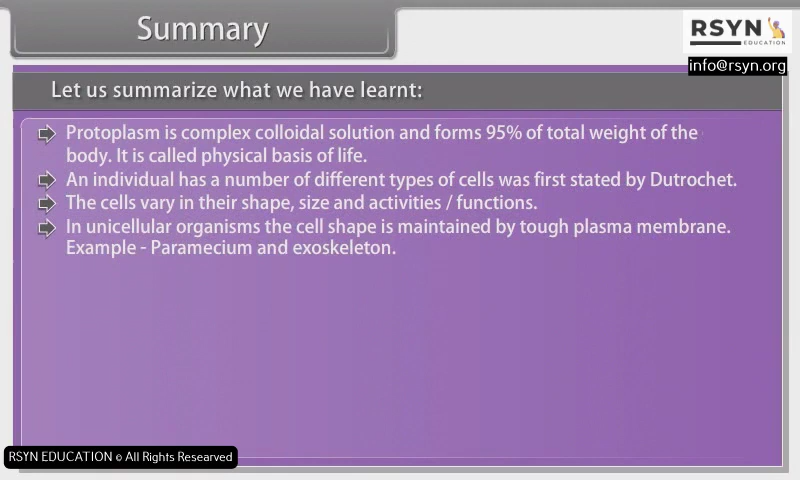 Summary
RSYN
EDUCATION
info@rsyn.org
Let us summarize what we have learnt:
Protoplasm is complex colloidal solution and forms 95% of total weight of the
body. It is called physical basis of life.
An individual has a number of different types of cells was first stated by Dutrochet.
The cells vary in their shape, size and activities / functions.
In unicellular organisms the cell shape is maintained by tough plasma membrane.
Example - Paramecium and exoskeleton.
RSYN EDUCATION © All Rights Researved